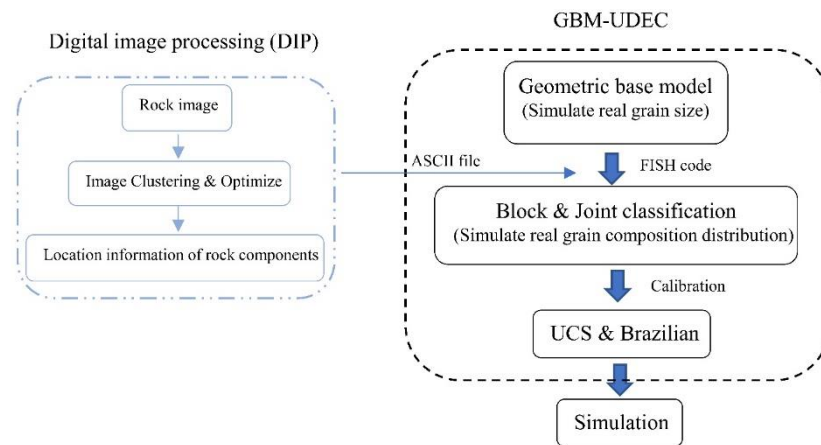 Digital image processing (DIP)
Rock image
Image Clustering & Optimize
Location information of rock components
ASCII file
GBM-UDEC
Geometric base model
(Simulate real grain size)
FISH code
Block & Joint classification
(Simulate real grain composition distribution)
Calibration
UCS & Brazilian
Simulation